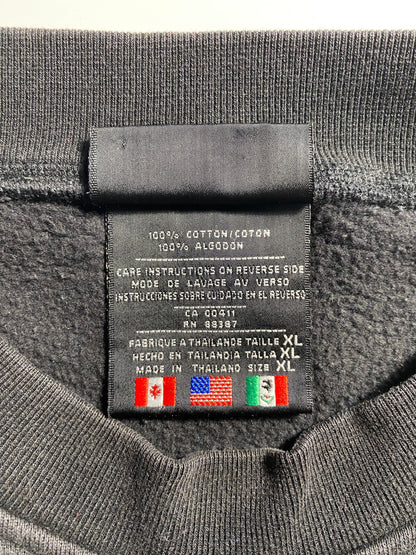 100% COTTON/COTON
100% ALGODON
CARE INSTRUCTIONS ON REVERSE SIDE
MODE DE LAVAGE AU VERSO
INSTRUCCIONES SOBRE CUIDADO EN EL REVERSO
CA 00411
RN 88387
FABRIQUE A THAILANDE TAILLE XL
HECHO EN TAILANDIA TALLA XL
MADE IN THAILAND SIZE XL